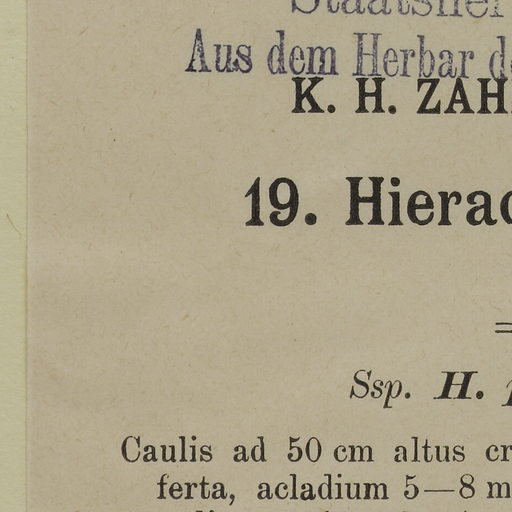 Aus dem Herbar
K. H. ZAH
19. Hierac
Ssp. H.
Caulis ad 50 cm altus cr
ferta, acladium 5—8 m